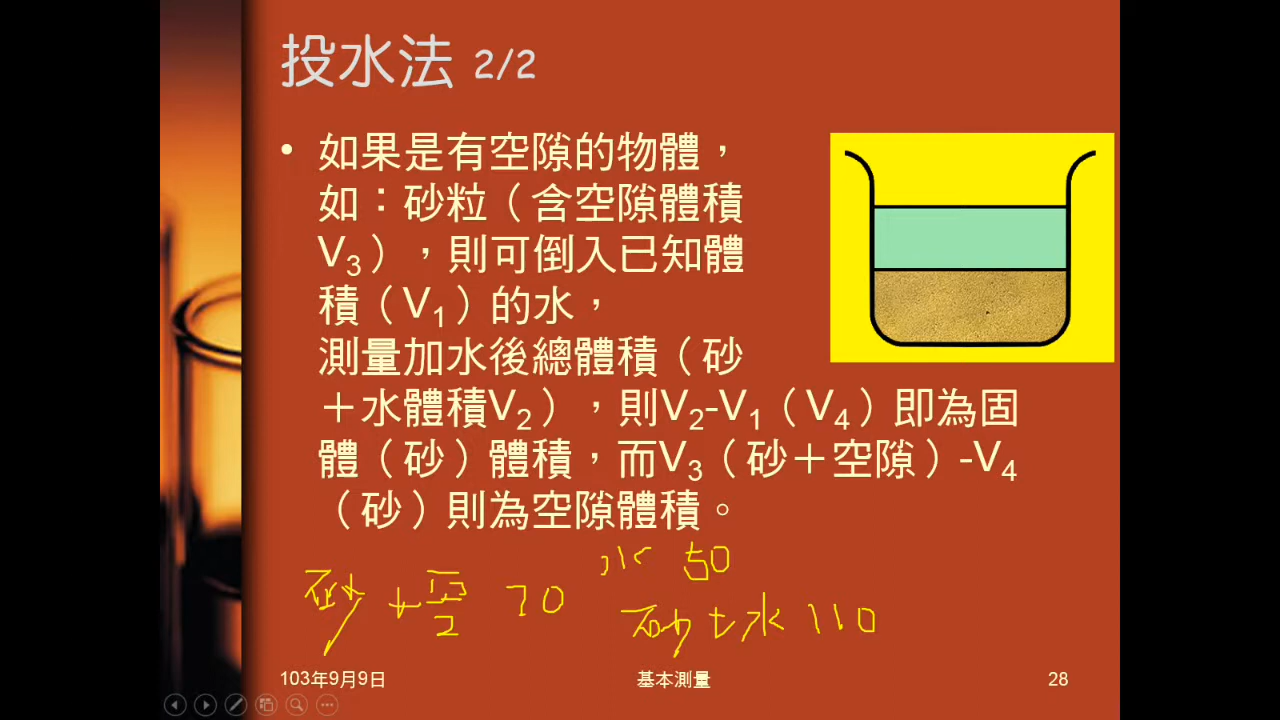 投水法 2/2
• 如果是有空隙的物體，
如：砂粒（含空隙體積
V₃），則可倒入已知體
積（V₁）的水，
測量加水後總體積（砂
＋水體積V₂），則V₂-V₁（V₄）即為固
體（砂）體積，而V₃（砂＋空隙）-V₄
（砂）則為空隙體積。
水 50
砂+空 70
砂+水 110
103年9月9日 基本測量 28